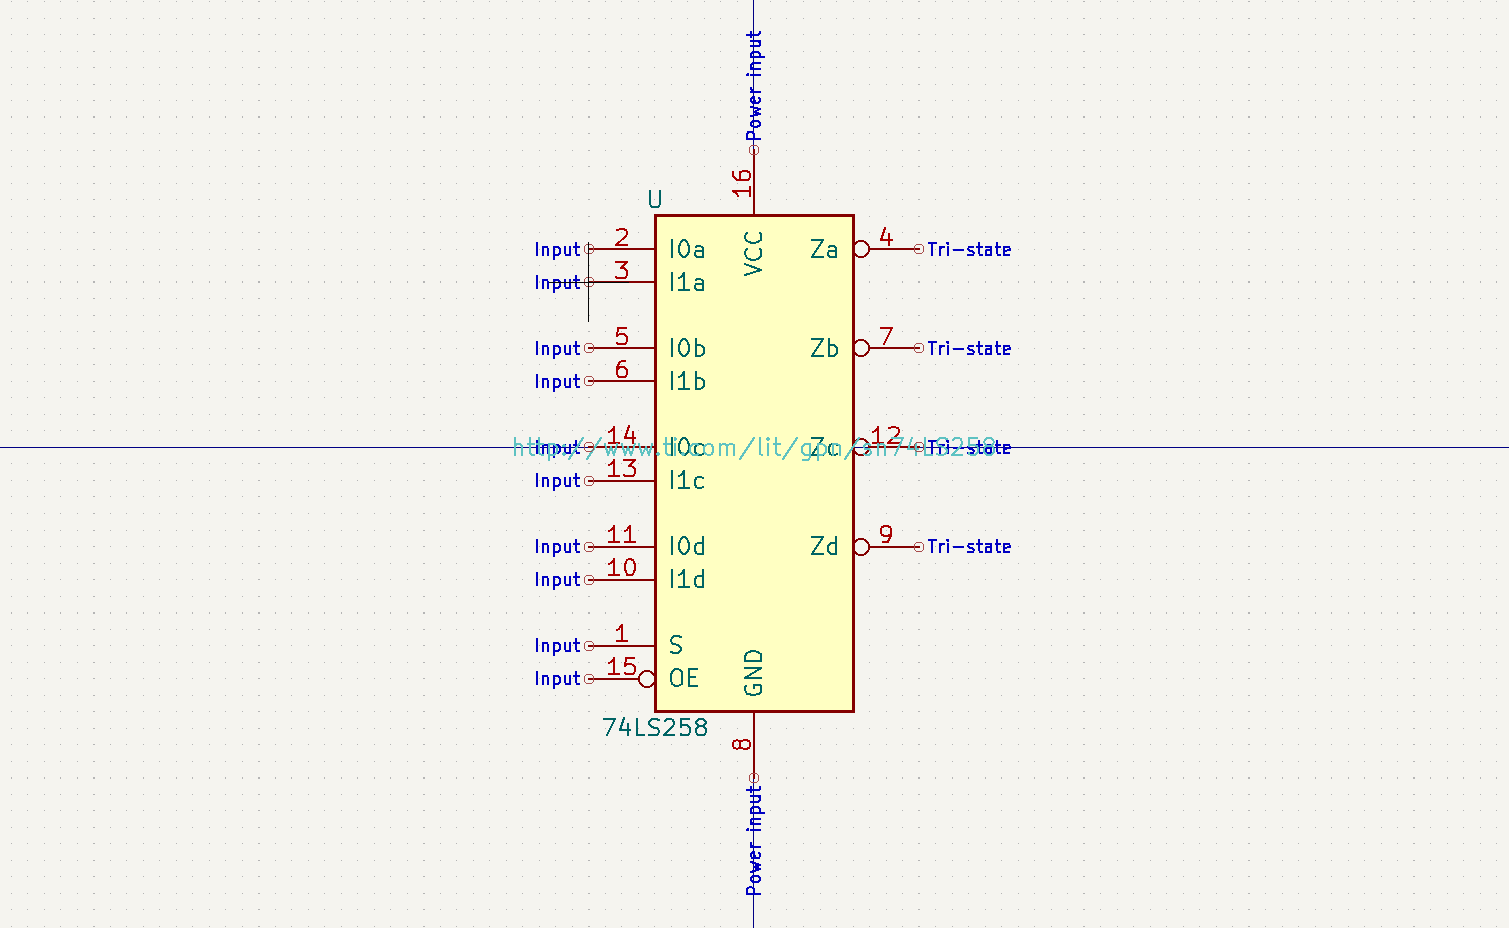 Power input
16
U
Input 2 I0a VCC Za 4 Tri-state
Input 3 I1a
Input 5 I0b Zb 7 Tri-state
Input 6 I1b
Input 14 I0c Zc 12 Tri-state
http://www.ti.com/lit/gpn/sn74LS258
Input 13 I1c
Input 11 I0d Zd 9 Tri-state
Input 10 I1d
Input 1 S
Input 15 OE GND
74LS258
8
Power input